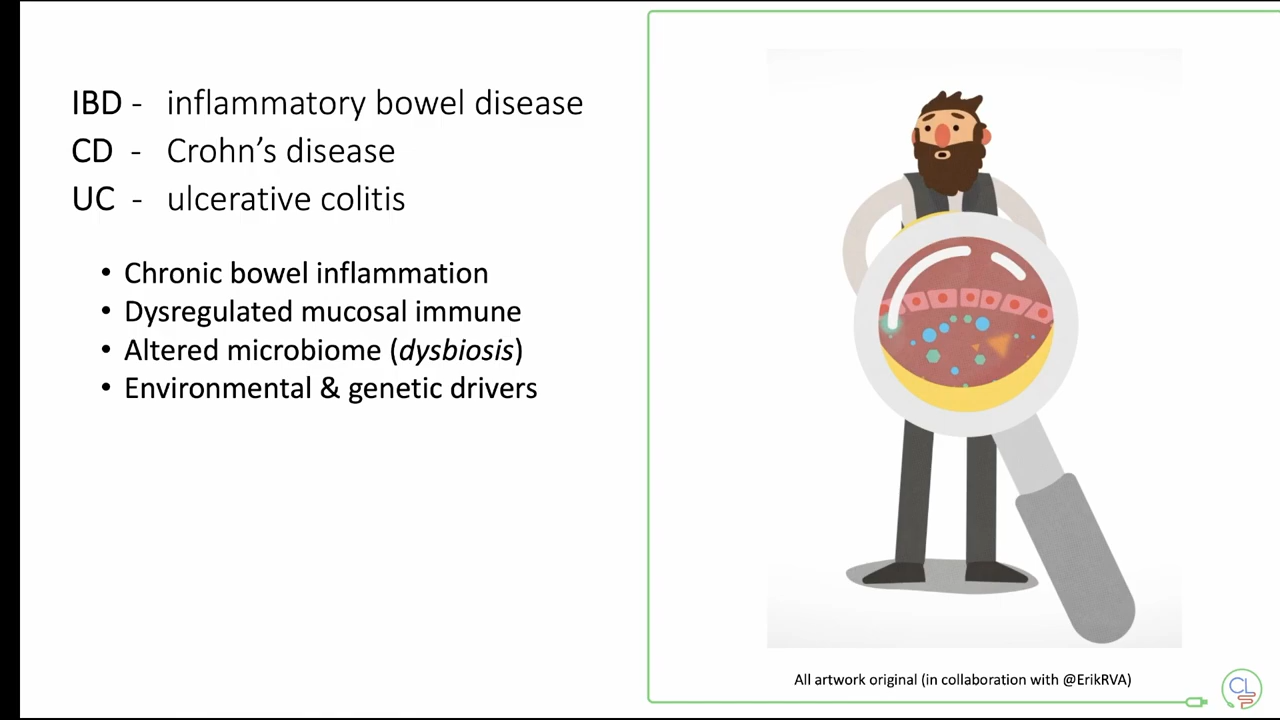 IBD - inflammatory bowel disease
CD - Crohn’s disease
UC - ulcerative colitis
• Chronic bowel inflammation
• Dysregulated mucosal immune
• Altered microbiome (dysbiosis)
• Environmental & genetic drivers
All artwork original (in collaboration with @ErikRVA)
CL